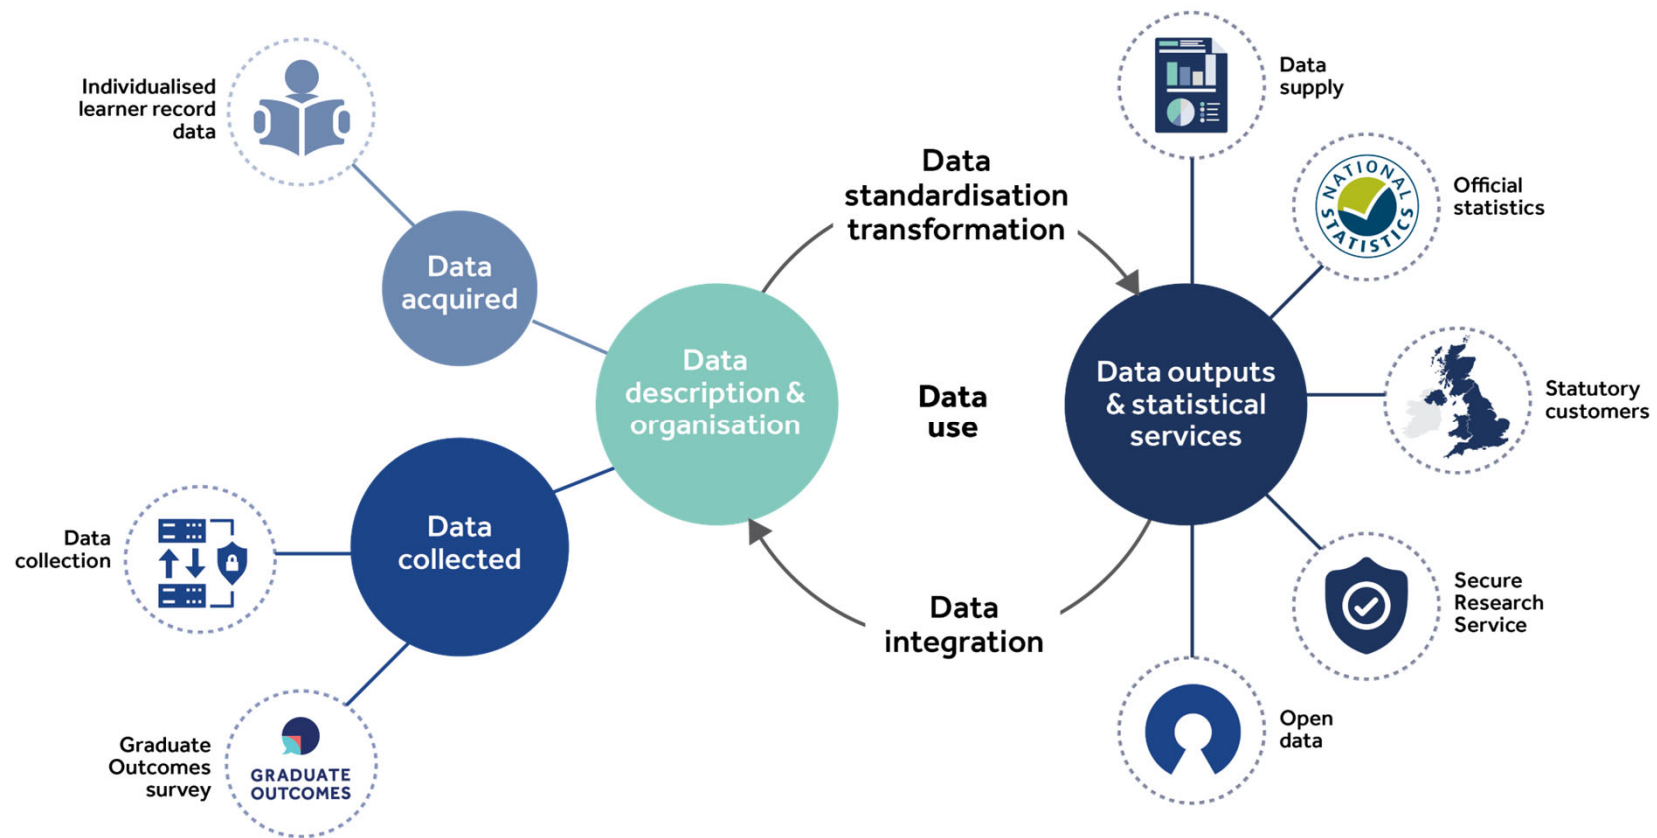 Individualised
learner record
data
Data
acquired
Data
collection
Data
collected
Graduate
Outcomes
survey
GRADUATE
OUTCOMES
Data
description &
organisation
Data
standardisation
transformation
Data
use
Data
integration
Data outputs
& statistical
services
Data
supply
NATIONAL
STATISTICS
Official
statistics
Statutory
customers
Secure
Research
Service
Open
data